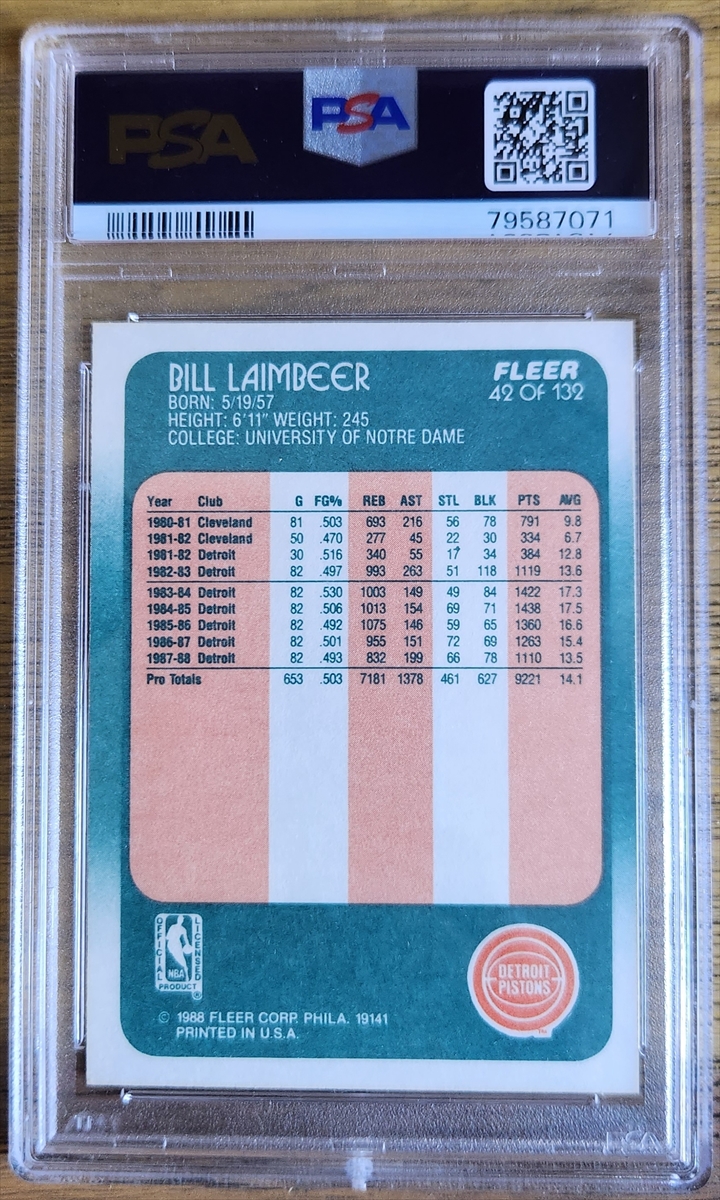 PSA PSA
79587071
BILL LAIMBEER FLEER
BORN: 5/19/57 42 OF 132
HEIGHT: 6'11" WEIGHT: 245
COLLEGE: UNIVERSITY OF NOTRE DAME
Year Club G FG% REB AST STL BLK PTS AVG
1980-81 Cleveland 81 .503 693 216 56 78 791 9.8
1981-82 Cleveland 50 .470 277 45 22 30 334 6.7
1981-82 Detroit 30 .516 340 55 17 34 384 12.8
1982-83 Detroit 82 .497 993 263 51 118 1119 13.6
1983-84 Detroit 82 .530 1003 149 49 84 1422 17.3
1984-85 Detroit 82 .506 1013 154 69 71 1438 17.5
1985-86 Detroit 82 .492 1075 146 59 65 1360 16.6
1986-87 Detroit 82 .501 955 151 72 69 1263 15.4
1987-88 Detroit 82 .493 832 199 66 78 1110 13.5
Pro Totals 653 .503 7181 1378 461 627 9221 14.1
OFFICIAL LICENSED
NBA
PRODUCT ®
DETROIT
PISTONS
© 1988 FLEER CORP. PHILA. 19141
PRINTED IN U.S.A.
PSA